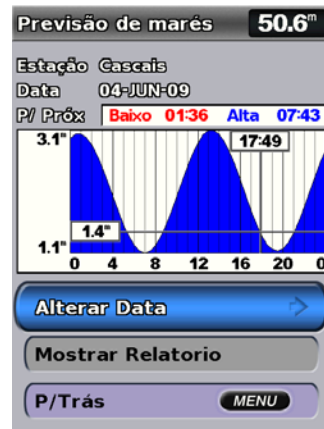 Previsão de marés 50.6m
Estação Cascais
Data 04-JUN-09
P/ Próx Baixo 01:36 Alta 07:43
3.1" 17:49
1.4"
1.1"
0 4 8 12 16 20 0
Alterar Data
Mostrar Relatorio
P/Trás MENU